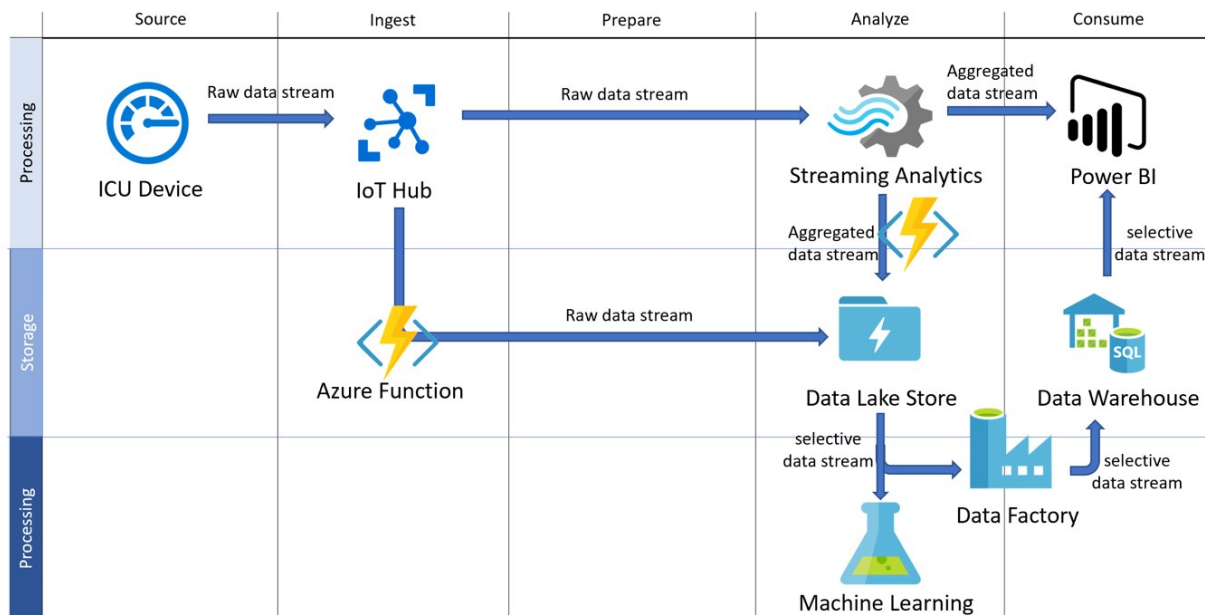 Source
Ingest
Prepare
Analyze
Consume
Processing
Raw data stream
Raw data stream
Aggregated
data stream
ICU Device
IoT Hub
Streaming Analytics
Power BI
Aggregated
data stream
selective
data stream
Storage
Raw data stream
SQL
Azure Function
Data Lake Store
Data Warehouse
Processing
selective
data stream
selective
data stream
Data Factory
Machine Learning